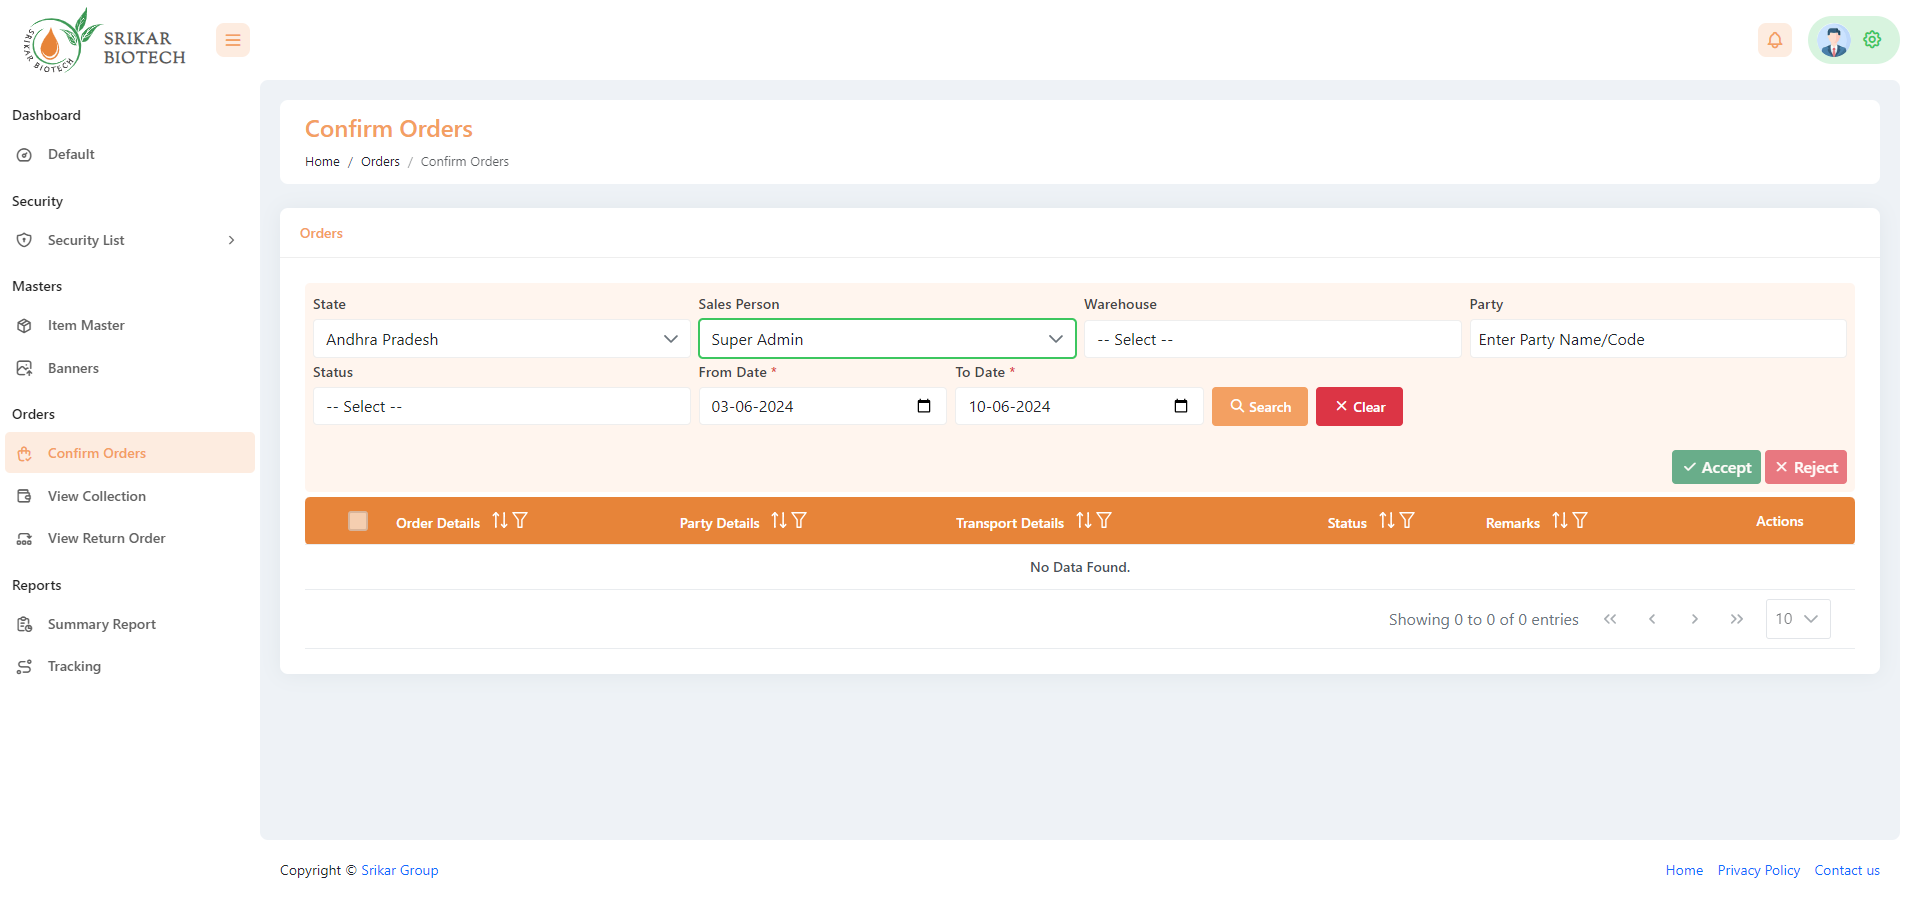 SRIKAR BIOTECH
SRIKAR
BIOTECH
Dashboard
Default
Security
Security List
Masters
Item Master
Banners
Orders
Confirm Orders
View Collection
View Return Order
Reports
Summary Report
Tracking
Confirm Orders
Home / Orders / Confirm Orders
Orders
State Sales Person Warehouse Party
Andhra Pradesh Super Admin -- Select -- Enter Party Name/Code
Status From Date * To Date *
-- Select -- 03-06-2024 10-06-2024 Search Clear
Accept Reject
Order Details Party Details Transport Details Status Remarks Actions
No Data Found.
Showing 0 to 0 of 0 entries 10
Copyright © Srikar Group Home Privacy Policy Contact us